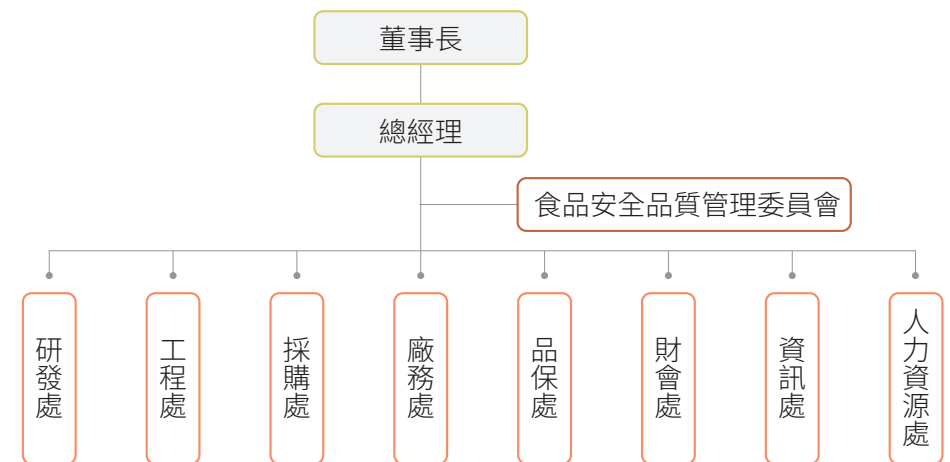 董事長
總經理
食品安全品質管理委員會
研發處
工程處
採購處
廠務處
品保處
財會處
資訊處
人力資源處